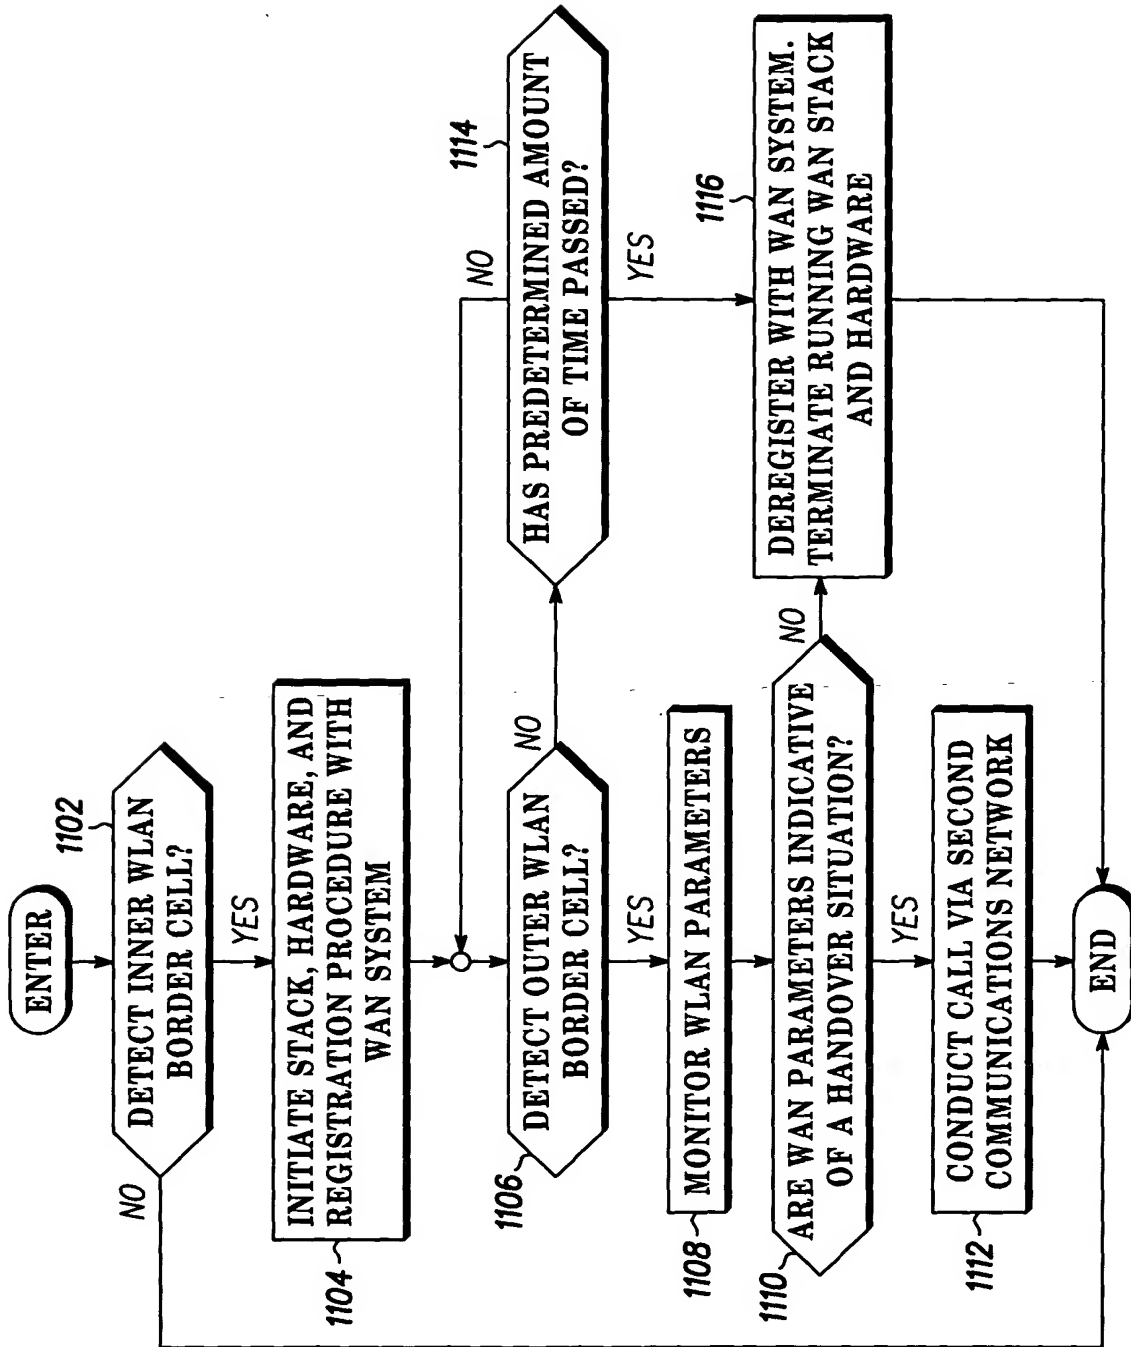 ENTER
1102
DETECT INNER WLAN
BORDER CELL?
NO
YES
1104
INITIATE STACK, HARDWARE, AND
REGISTRATION PROCEDURE WITH
WAN SYSTEM
1106
DETECT OUTER WLAN
BORDER CELL?
NO
YES
1114
HAS PREDETERMINED AMOUNT
OF TIME PASSED?
NO
YES
1108
MONITOR WLAN PARAMETERS
1110
ARE WAN PARAMETERS INDICATIVE
OF A HANDOVER SITUATION?
NO
YES
1116
DEREGISTER WITH WAN SYSTEM.
TERMINATE RUNNING WAN STACK
AND HARDWARE
1112
CONDUCT CALL VIA SECOND
COMMUNICATIONS NETWORK
END